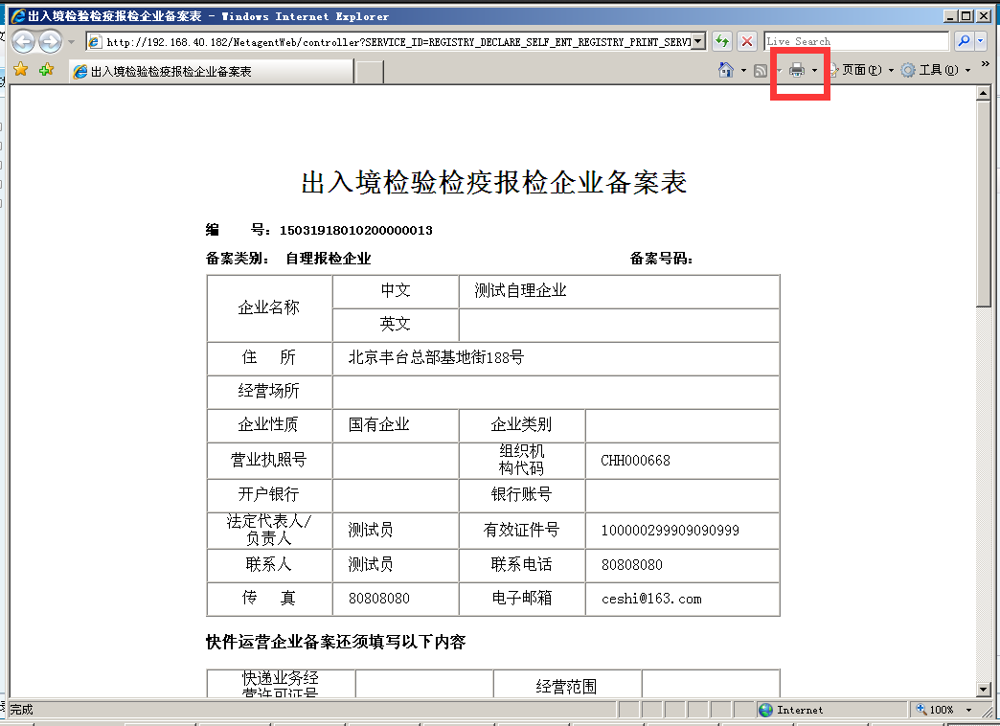 出入境检验检疫报检企业备案表 - Windows Internet Explorer
http://192.168.40.182/NetagentWeb/controller?SERVICE_ID=REGISTRY_DECLARE_SELF_ENT_REGISTRY_PRINT_SERVI
Live Search
出入境检验检疫报检企业备案表
页面(P)
工具(O)
出入境检验检疫报检企业备案表
编 号：15031918010200000013
备案类别： 自理报检企业 备案号码：
企业名称 中文 测试自理企业
英文
住 所 北京丰台总部基地街188号
经营场所
企业性质 国有企业 企业类别
营业执照号 组织机
构代码 CHH000668
开户银行 银行账号
法定代表人/
负责人 测试员 有效证件号 100000299909090999
联系人 测试员 联系电话 80808080
传 真 80808080 电子邮箱 ceshi@163.com
快件运营企业备案还须填写以下内容
快递业务经
营许可证号 经营范围
完成 Internet 100%